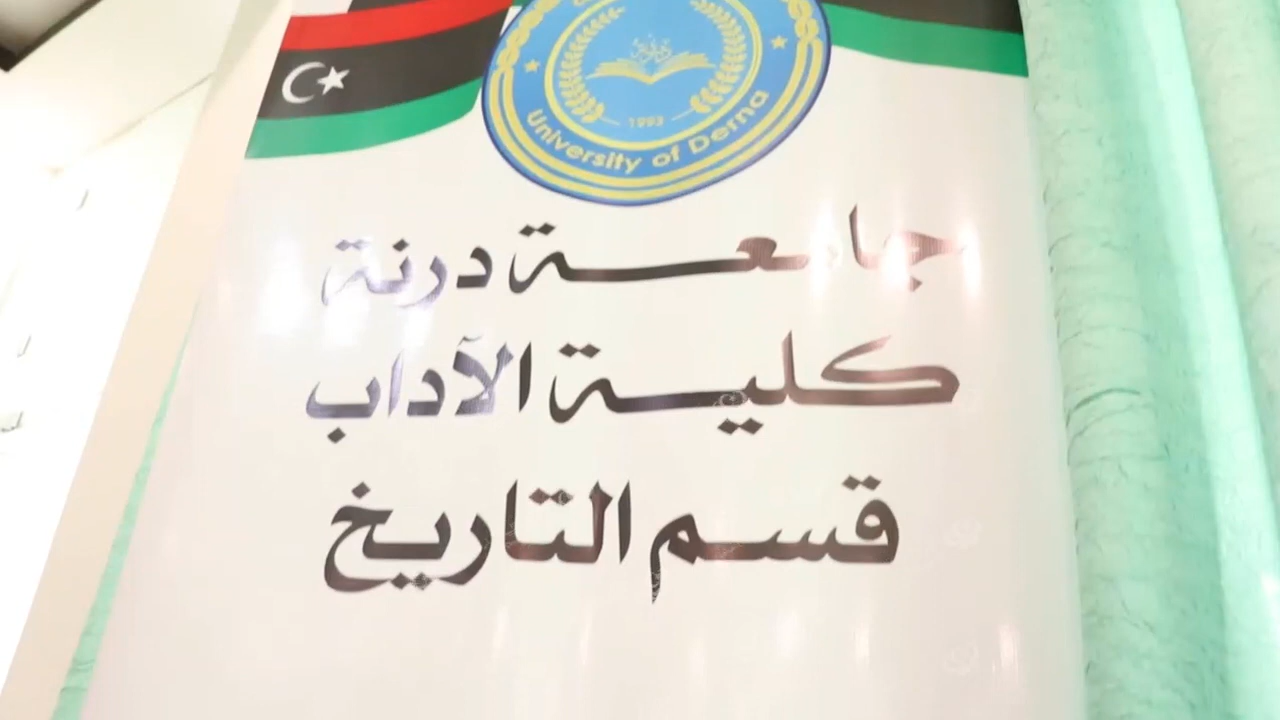 1993
University of Derna
جامعة درنة
كلية الآداب
قسم التاريخ